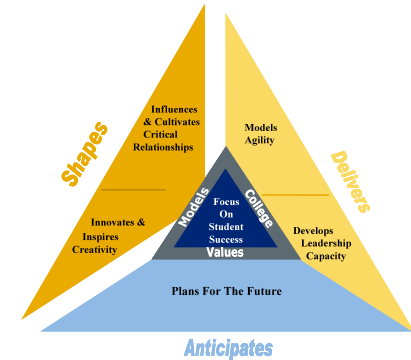 Shapes
Influences
& Cultivates
Critical
Relationships
Innovates &
Inspires
Creativity
Models
Agility
Delivers
Develops
Leadership
Capacity
Models
College
Values
Focus
On
Student
Success
Plans For The Future
Anticipates